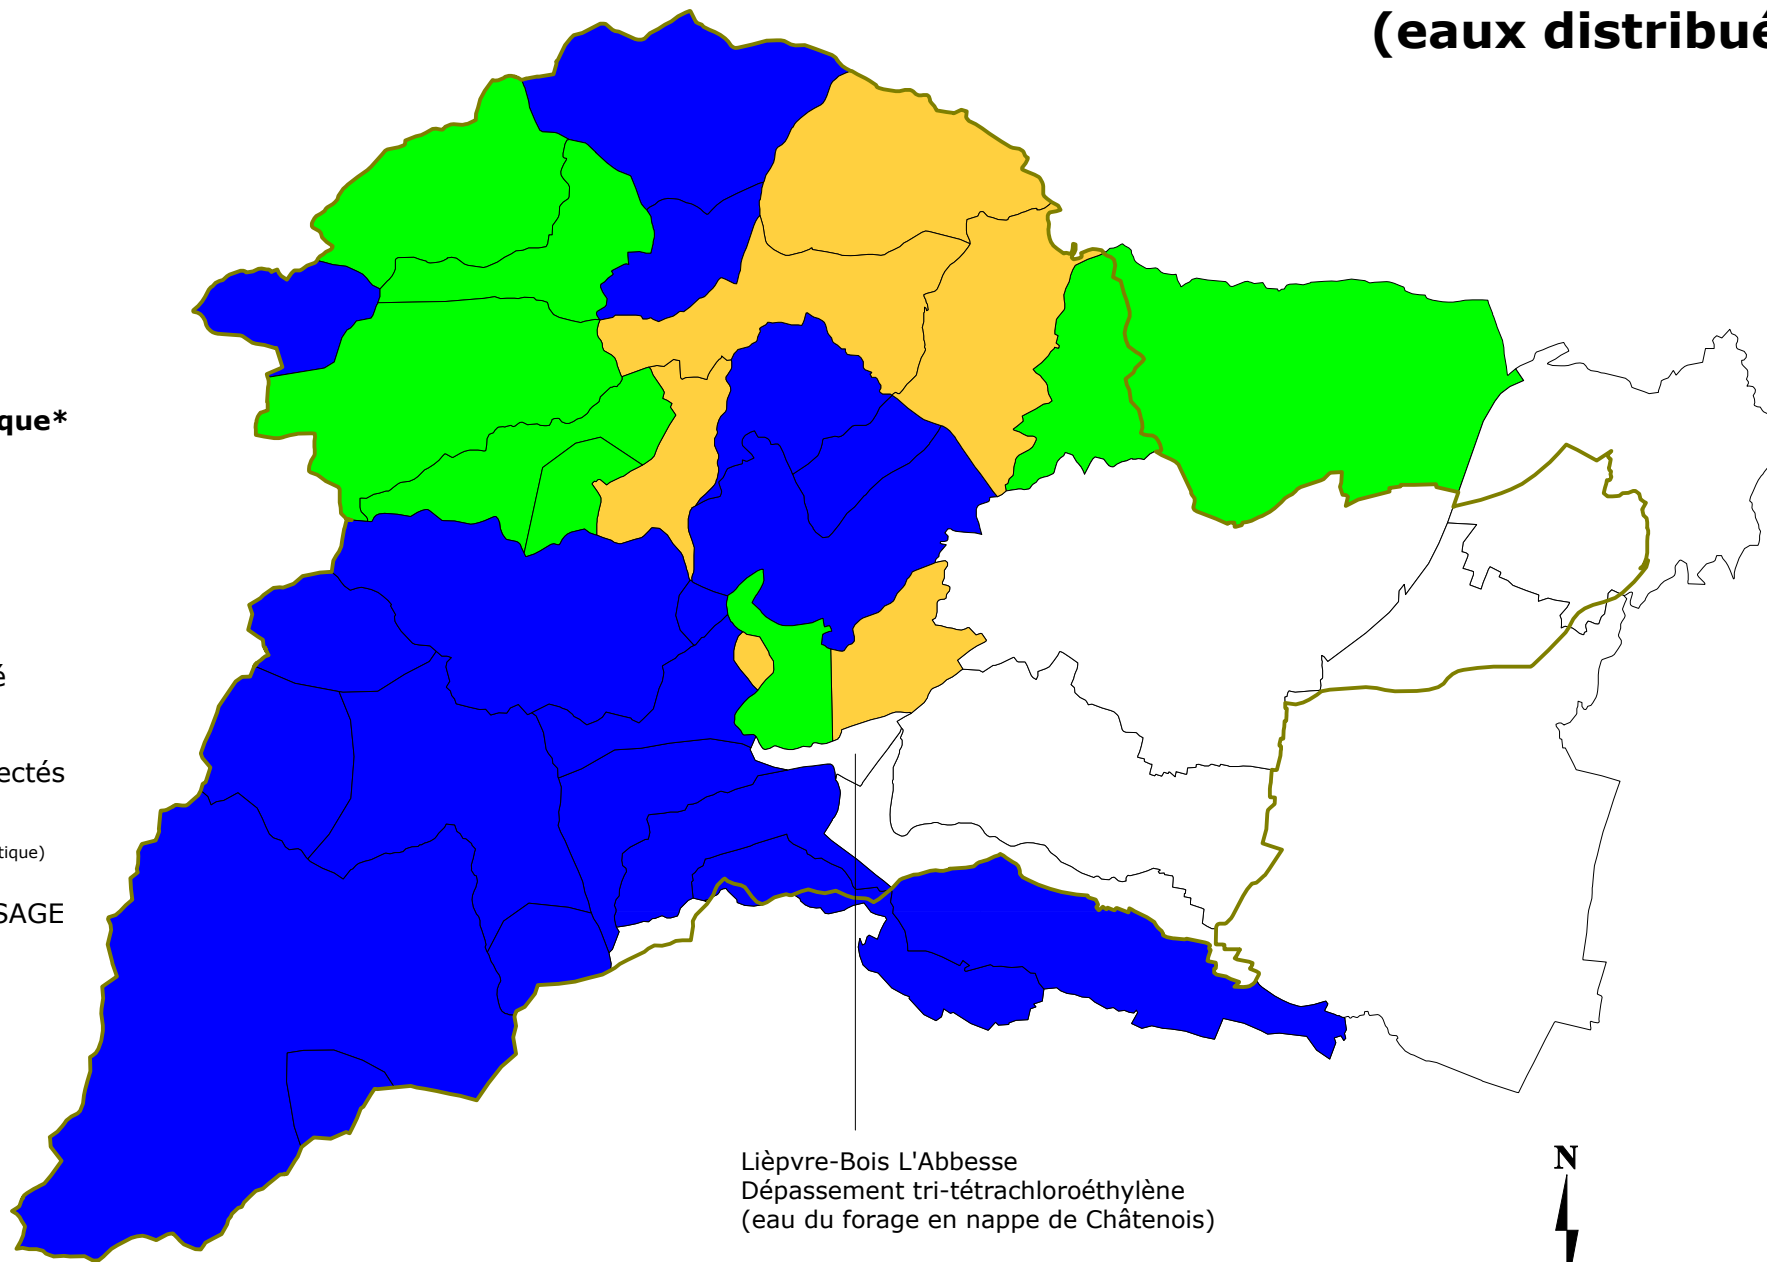 (eaux distribué
que*
é
ectés
tique)
SAGE
Lièpvre-Bois L'Abbesse
Dépassement tri-tétrachloroéthylène
(eau du forage en nappe de Châtenois)
N